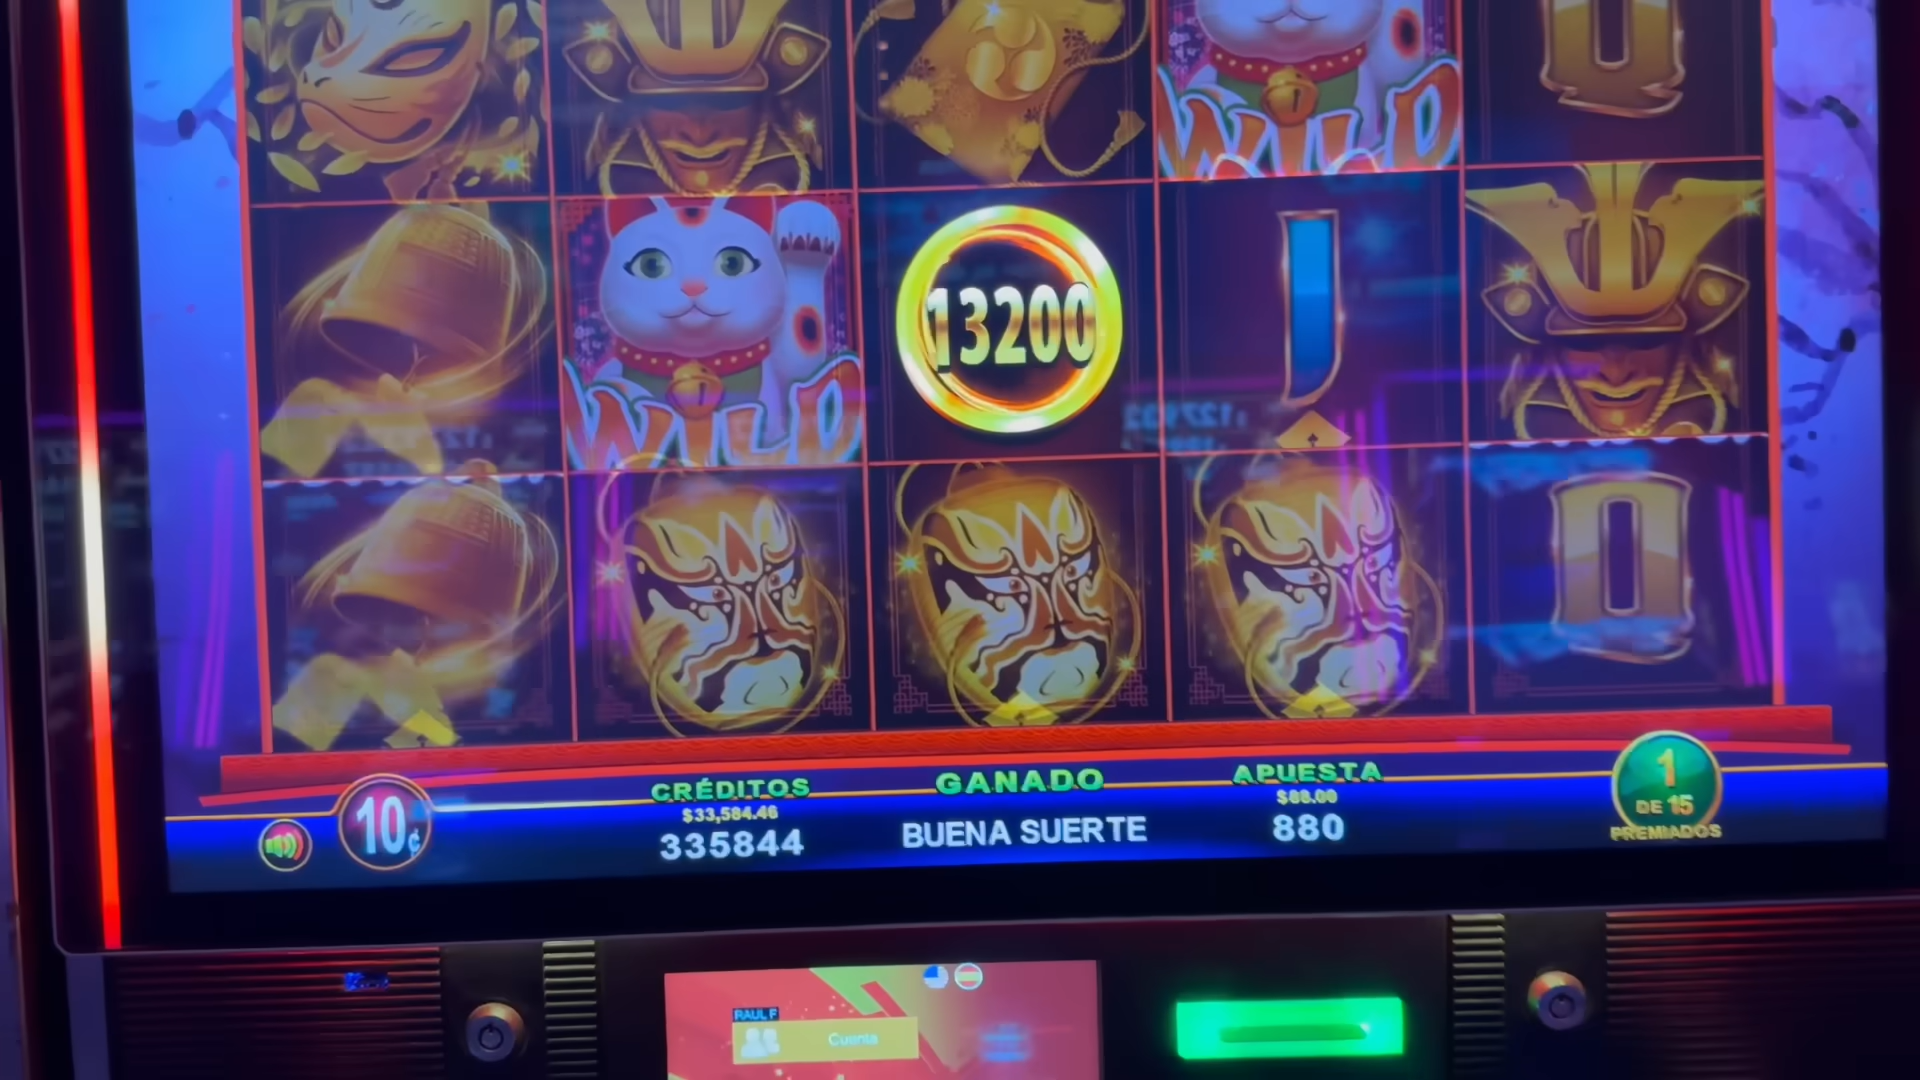 WILD
WILD
13200
J
10¢
CRÉDITOS
$33,584.46
335844
GANADO
BUENA SUERTE
APUESTA
$88.00
880
1
DE 15
PREMIADOS
RAUL F
Cuenta